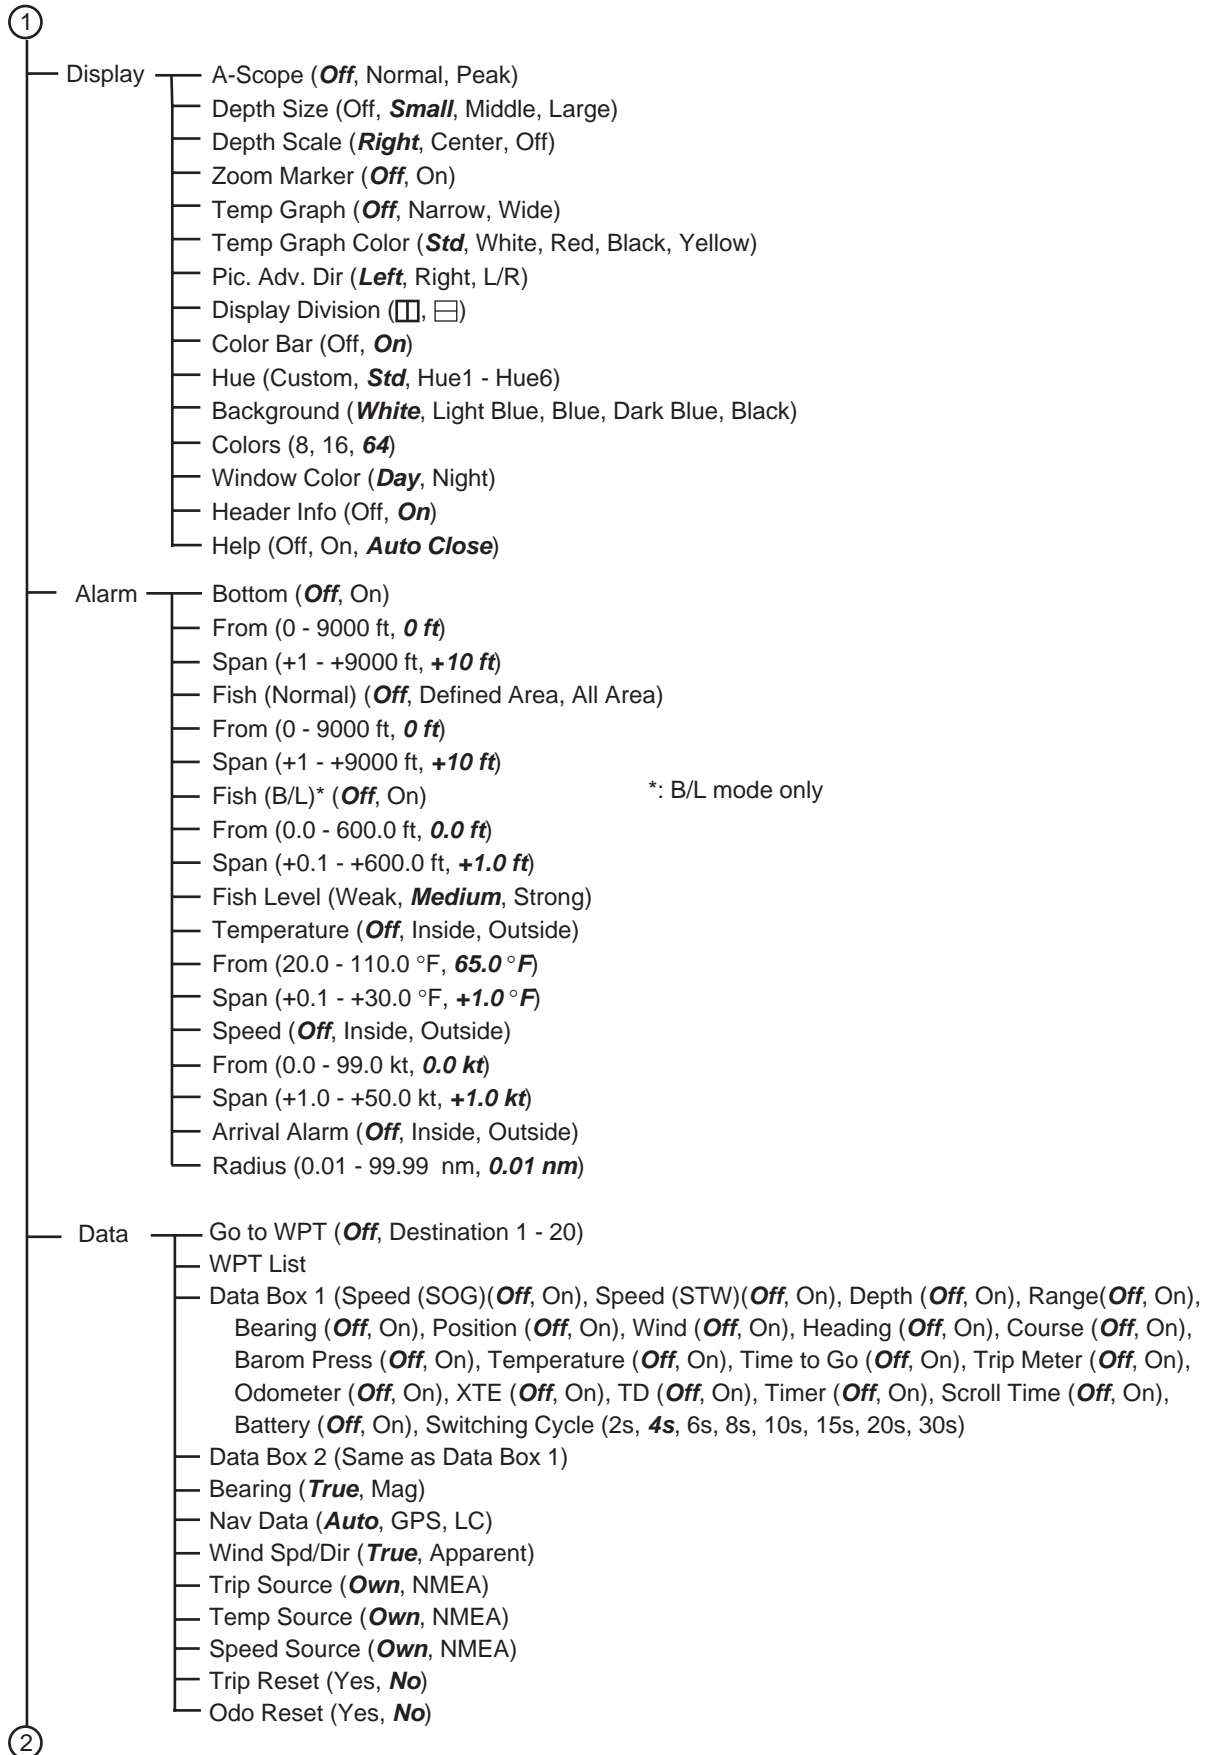 1
Display
A-Scope (Off, Normal, Peak)
Depth Size (Off, Small, Middle, Large)
Depth Scale (Right, Center, Off)
Zoom Marker (Off, On)
Temp Graph (Off, Narrow, Wide)
Temp Graph Color (Std, White, Red, Black, Yellow)
Pic. Adv. Dir (Left, Right, L/R)
Display Division (, )
Color Bar (Off, On)
Hue (Custom, Std, Hue1 - Hue6)
Background (White, Light Blue, Blue, Dark Blue, Black)
Colors (8, 16, 64)
Window Color (Day, Night)
Header Info (Off, On)
Help (Off, On, Auto Close)
Alarm
Bottom (Off, On)
From (0 - 9000 ft, 0 ft)
Span (+1 - +9000 ft, +10 ft)
Fish (Normal) (Off, Defined Area, All Area)
From (0 - 9000 ft, 0 ft)
Span (+1 - +9000 ft, +10 ft)
Fish (B/L)* (Off, On)
*: B/L mode only
From (0.0 - 600.0 ft, 0.0 ft)
Span (+0.1 - +600.0 ft, +1.0 ft)
Fish Level (Weak, Medium, Strong)
Temperature (Off, Inside, Outside)
From (20.0 - 110.0 °F, 65.0 °F)
Span (+0.1 - +30.0 °F, +1.0 °F)
Speed (Off, Inside, Outside)
From (0.0 - 99.0 kt, 0.0 kt)
Span (+1.0 - +50.0 kt, +1.0 kt)
Arrival Alarm (Off, Inside, Outside)
Radius (0.01 - 99.99 nm, 0.01 nm)
Data
Go to WPT (Off, Destination 1 - 20)
WPT List
Data Box 1 (Speed (SOG)(Off, On), Speed (STW)(Off, On), Depth (Off, On), Range(Off, On),
Bearing (Off, On), Position (Off, On), Wind (Off, On), Heading (Off, On), Course (Off, On),
Barom Press (Off, On), Temperature (Off, On), Time to Go (Off, On), Trip Meter (Off, On),
Odometer (Off, On), XTE (Off, On), TD (Off, On), Timer (Off, On), Scroll Time (Off, On),
Battery (Off, On), Switching Cycle (2s, 4s, 6s, 8s, 10s, 15s, 20s, 30s)
Data Box 2 (Same as Data Box 1)
Bearing (True, Mag)
Nav Data (Auto, GPS, LC)
Wind Spd/Dir (True, Apparent)
Trip Source (Own, NMEA)
Temp Source (Own, NMEA)
Speed Source (Own, NMEA)
Trip Reset (Yes, No)
Odo Reset (Yes, No)
2